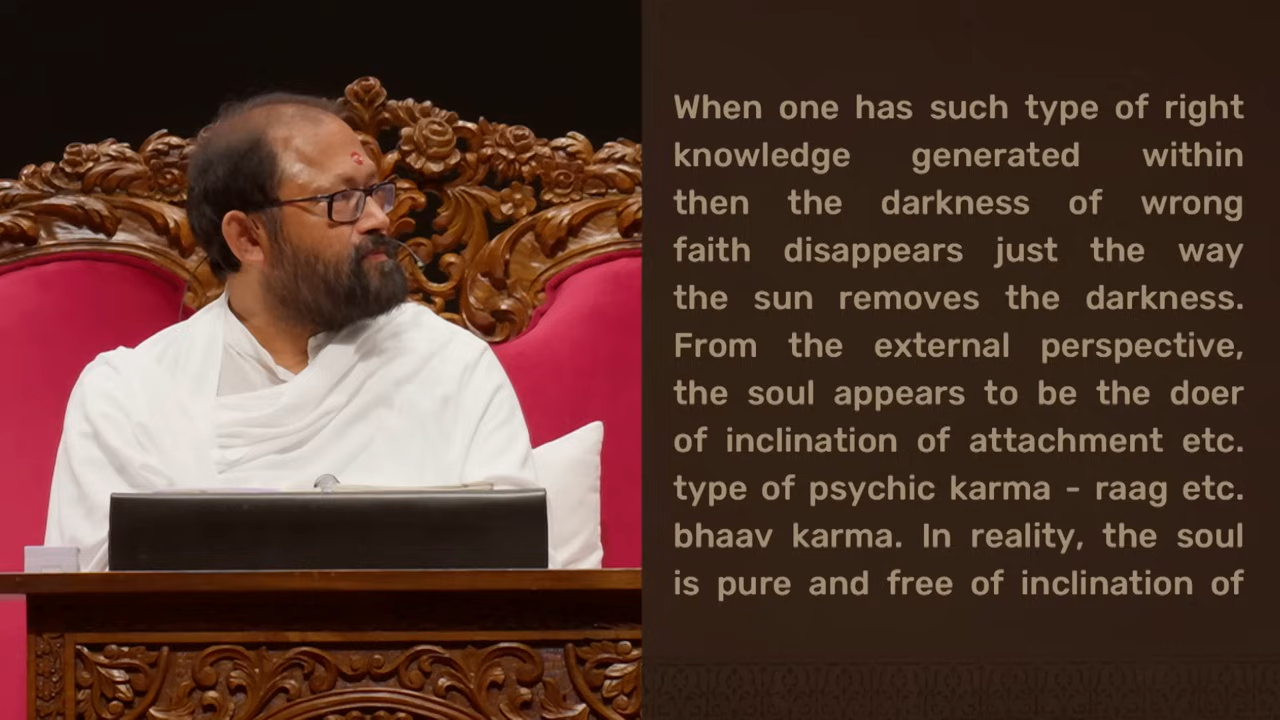 When one has such type of right
knowledge generated within
then the darkness of wrong
faith disappears just the way
the sun removes the darkness.
From the external perspective,
the soul appears to be the doer
of inclination of attachment etc.
type of psychic karma - raag etc.
bhaav karma. In reality, the soul
is pure and free of inclination of